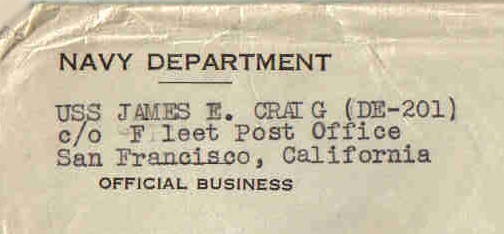 NAVY DEPARTMENT
USS JAMES E. CRAIG (DE-201)
c/o Fleet Post Office
San Francisco, California
OFFICIAL BUSINESS